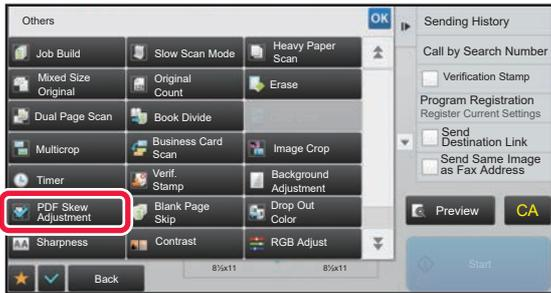 Others
OK
Job Build
Slow Scan Mode
Heavy Paper
Scan
Mixed Size
Original
Original
Count
Erase
Dual Page Scan
Book Divide
Multicrop
Business Card
Scan
Image Crop
Timer
Verif.
Stamp
Background
Adjustment
PDF Skew
Adjustment
Blank Page
Skip
Drop Out
Color
AA
Sharpness
Contrast
RGB Adjust
Back
8½x11
8½x11
Sending History
Call by Search Number
Verification Stamp
Program Registration
Register Current Settings
Send
Destination Link
Send Same Image
as Fax Address
Preview
CA
Start